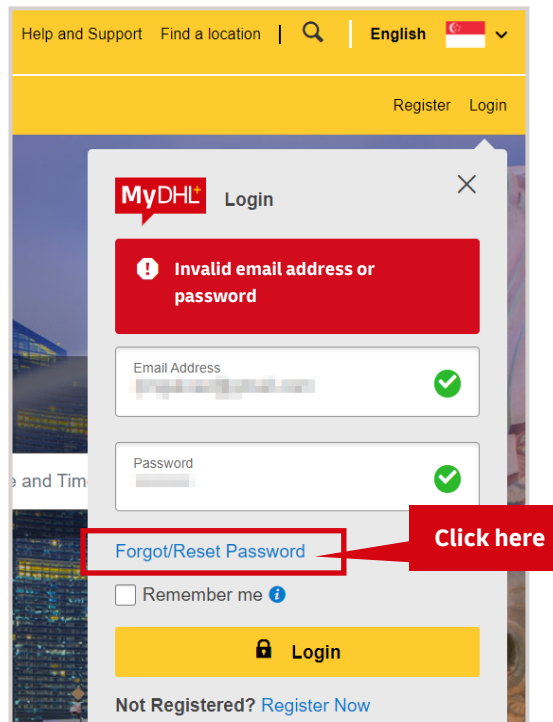 Help and Support Find a location | English
Register Login
MyDHL+ Login
Invalid email address or
password
Email Address
Password
and Tim
Forgot/Reset Password
Click here
Remember me
Login
Not Registered? Register Now